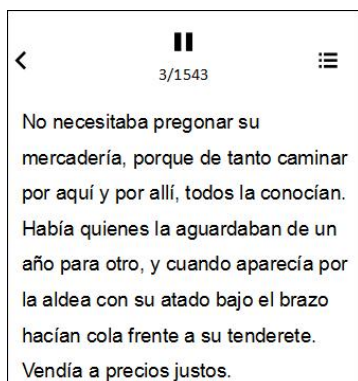 3/1543
No necesitaba pregonar su
mercadería, porque de tanto caminar
por aquí y por allí, todos la conocían.
Había quienes la aguardaban de un
año para otro, y cuando aparecía por
la aldea con su atado bajo el brazo
hacían cola frente a su tenderete.
Vendía a precios justos.